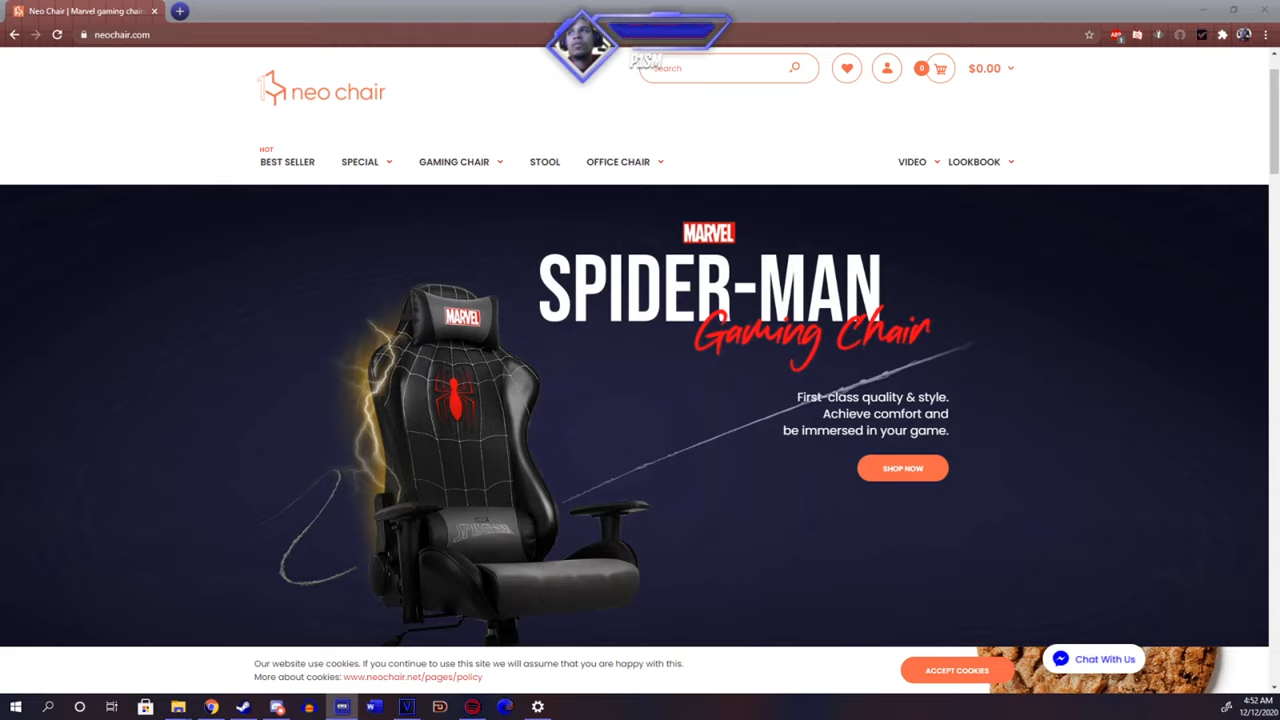 Neo Chair | Marvel gaming chair
neochair.com
P1SM
Search
0
$0.00
neo chair
HOT
BEST SELLER
SPECIAL
GAMING CHAIR
STOOL
OFFICE CHAIR
VIDEO
LOOKBOOK
MARVEL
SPIDER-MAN
Gaming Chair
MARVEL
First-class quality & style.
Achieve comfort and
be immersed in your game.
SHOP NOW
SPIDER-MAN
Our website use cookies. If you continue to use this site we will assume that you are happy with this.
More about cookies: www.neochair.net/pages/policy
ACCEPT COOKIES
Chat With Us
4:52 AM
12/12/2020